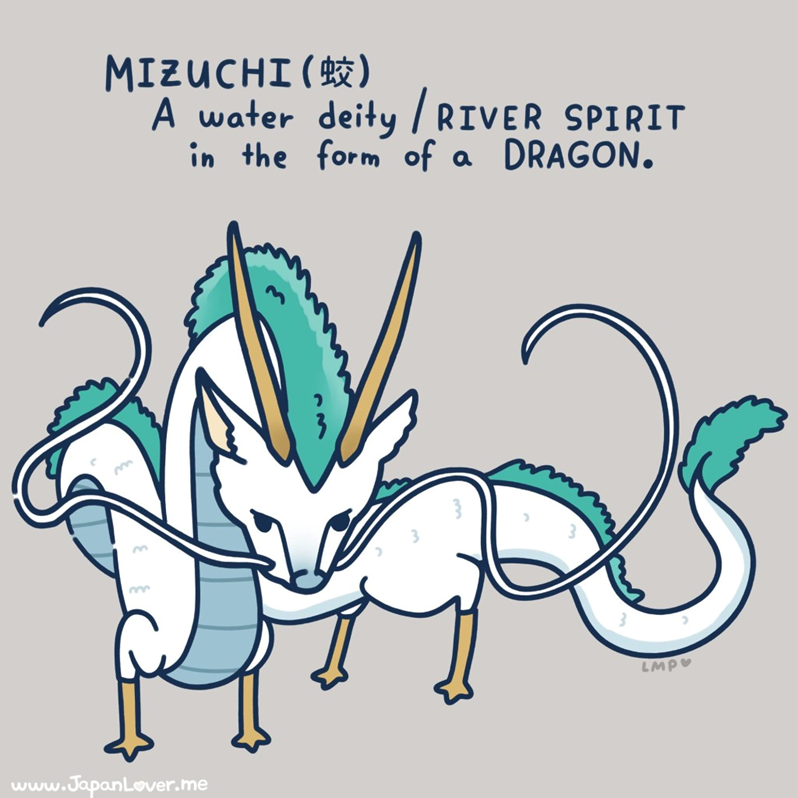 MIZUCHI (蛟)
A water deity / RIVER SPIRIT
in the form of a DRAGON.
LMP♥
www.JapanLover.me